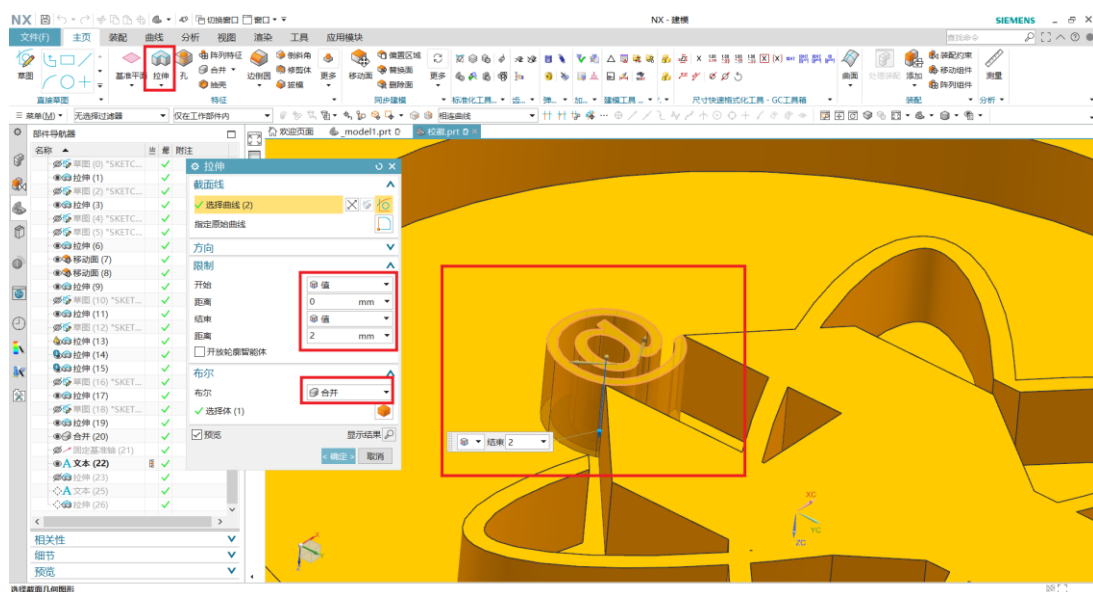 NX 切换窗口 窗口 NX - 建模 SIEMENS
文件(F) 主页 装配 曲线 分析 视图 渲染 工具 应用模块 查找命令
草图 基准平面 拉伸 孔 阵列特征 合并 抽壳 边倒圆 倒斜角 修剪体 拔模 更多 移动面 偏置区域 替换面 删除面 更多 曲面 处理装配 添加 装配约束 移动组件 阵列组件 测量
直接草图 特征 同步建模 标准化工具... 齿... 弹... 加... 建模工具... 尺寸快速格式化工具 - GC工具箱 装配 分析
菜单(M) 无选择过滤器 仅在工作部件内 相连曲线
部件导航器 欢迎页面 _model1.prt
名称 附注
草图 (0) "SKETC...
拉伸 (1)
草图 (2) "SKETC...
拉伸 (3)
草图 (4) "SKETC...
草图 (5) "SKETC...
拉伸 (6)
移动面 (7)
移动面 (8)
拉伸 (9)
草图 (10) "SKET...
拉伸 (11)
草图 (12) "SKET...
拉伸 (13)
拉伸 (14)
拉伸 (15)
草图 (16) "SKET...
拉伸 (17)
草图 (18) "SKET...
拉伸 (19)
合并 (20)
固定基准轴 (21)
文本 (22)
拉伸 (23)
文本 (25)
拉伸 (26)
相关性
细节
预览
拉伸
截面线
选择曲线 (2)
指定原始曲线
方向
限制
开始 值
距离 0 mm
结束 值
距离 2 mm
开放轮廓智能体
布尔
布尔 合并
选择体 (1)
预览 显示结果
< 确定 > 取消
结束 2
XC
YC
ZC
选择截面几何图形